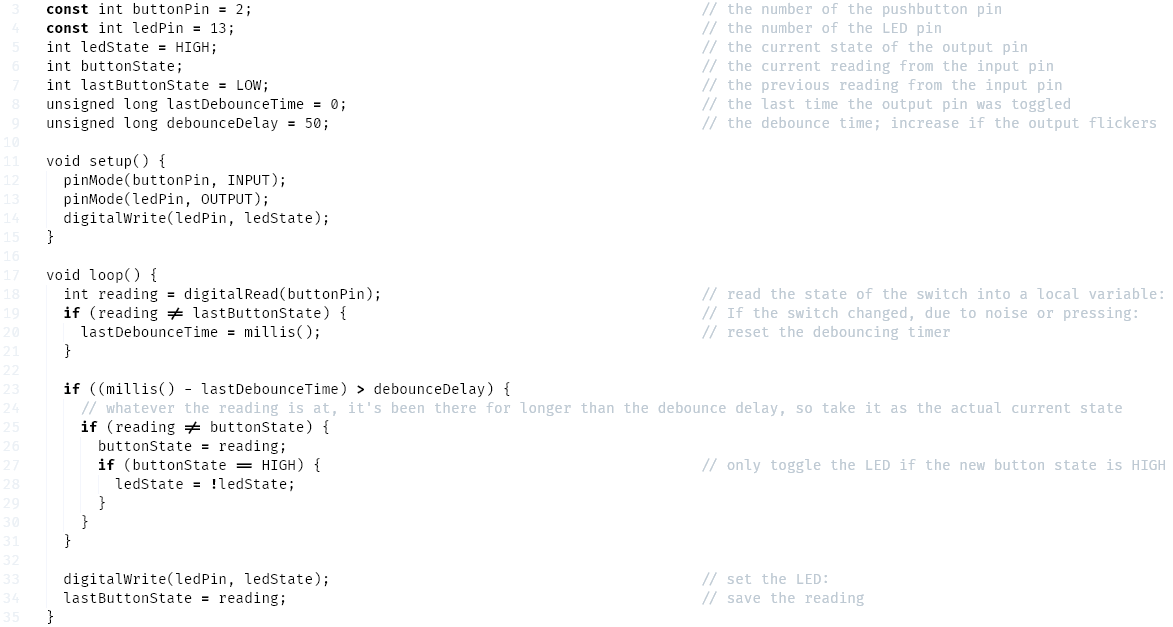 3 const int buttonPin = 2; // the number of the pushbutton pin
4 const int ledPin = 13; // the number of the LED pin
5 int ledState = HIGH; // the current state of the output pin
6 int buttonState; // the current reading from the input pin
7 int lastButtonState = LOW; // the previous reading from the input pin
8 unsigned long lastDebounceTime = 0; // the last time the output pin was toggled
9 unsigned long debounceDelay = 50; // the debounce time; increase if the output flickers
10
11 void setup() {
12 pinMode(buttonPin, INPUT);
13 pinMode(ledPin, OUTPUT);
14 digitalWrite(ledPin, ledState);
15 }
16
17 void loop() {
18 int reading = digitalRead(buttonPin); // read the state of the switch into a local variable:
19 if (reading ≠ lastButtonState) { // If the switch changed, due to noise or pressing:
20 lastDebounceTime = millis(); // reset the debouncing timer
21 }
22
23 if ((millis() - lastDebounceTime) > debounceDelay) {
24 // whatever the reading is at, it's been there for longer than the debounce delay, so take it as the actual current state
25 if (reading ≠ buttonState) {
26 buttonState = reading;
27 if (buttonState == HIGH) { // only toggle the LED if the new button state is HIGH
28 ledState = !ledState;
29 }
30 }
31 }
32
33 digitalWrite(ledPin, ledState); // set the LED:
34 lastButtonState = reading; // save the reading
35 }